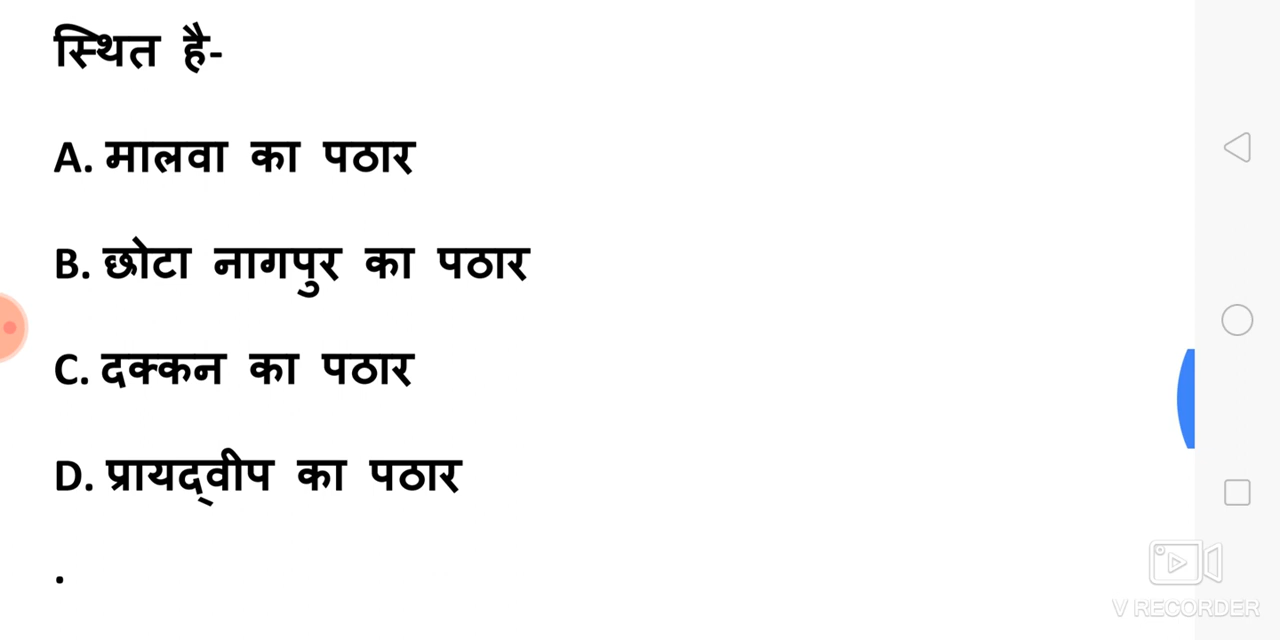 स्थित है-
A. मालवा का पठार
B. छोटा नागपुर का पठार
C. दक्कन का पठार
D. प्रायद्‌वीप का पठार
.
V RECORDER